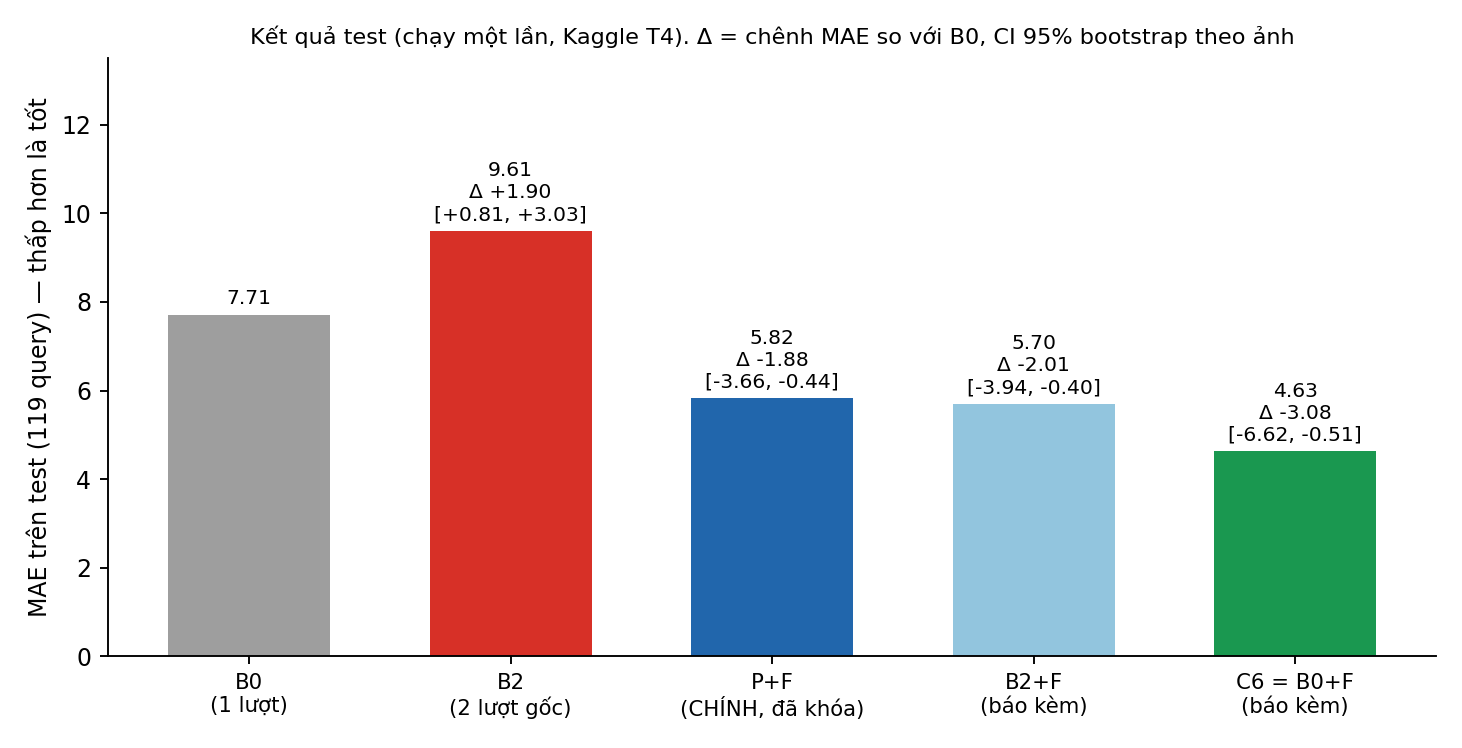 Kết quả test (chạy một lần, Kaggle T4). Δ = chênh MAE so với B0, CI 95% bootstrap theo ảnh
MAE trên test (119 query) — thấp hơn là tốt
12
10
8
6
4
2
0
7.71
9.61
Δ +1.90
[+0.81, +3.03]
5.82
Δ -1.88
[-3.66, -0.44]
5.70
Δ -2.01
[-3.94, -0.40]
4.63
Δ -3.08
[-6.62, -0.51]
B0
(1 lượt)
B2
(2 lượt gốc)
P+F
(CHÍNH, đã khóa)
B2+F
(báo kèm)
C6 = B0+F
(báo kèm)